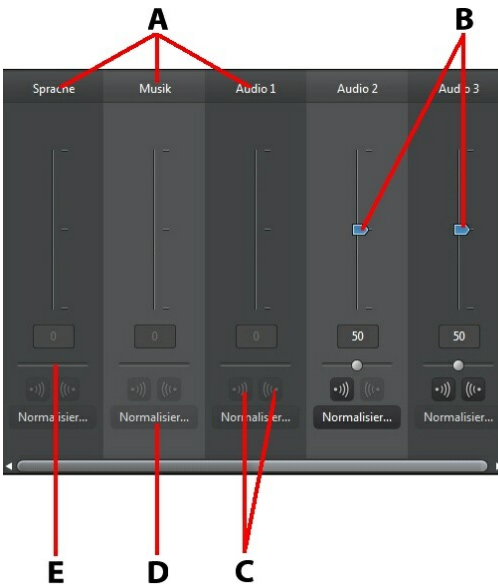 A B
Sprache Musik Audio 1 Audio 2 Audio 3
0 0 0 50 50
Normalisier... Normalisier... Normalisier... Normalisier... Normalisier...
E D C